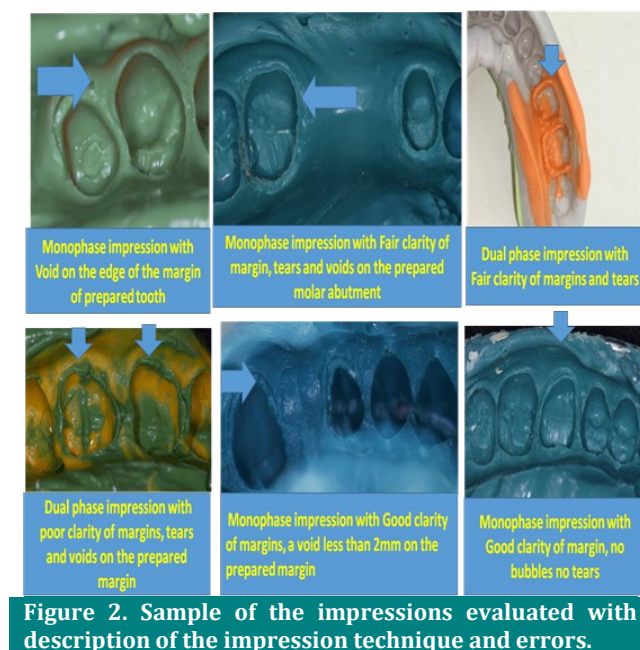 Monophase impression with
Void on the edge of the margin
of prepared tooth
Monophase impression with Fair clarity of
margin, tears and voids on the prepared
molar abutment
Dual phase impression with
Fair clarity of margins and tears
Dual phase impression with
poor clarity of margins, tears
and voids on the prepared
margin
Monophase impression with Good clarity
of margins, a void less than 2mm on the
prepared margin
Monophase impression with
Good clarity of margin, no
bubbles no tears
Figure 2. Sample of the impressions evaluated with
description of the impression technique and errors.